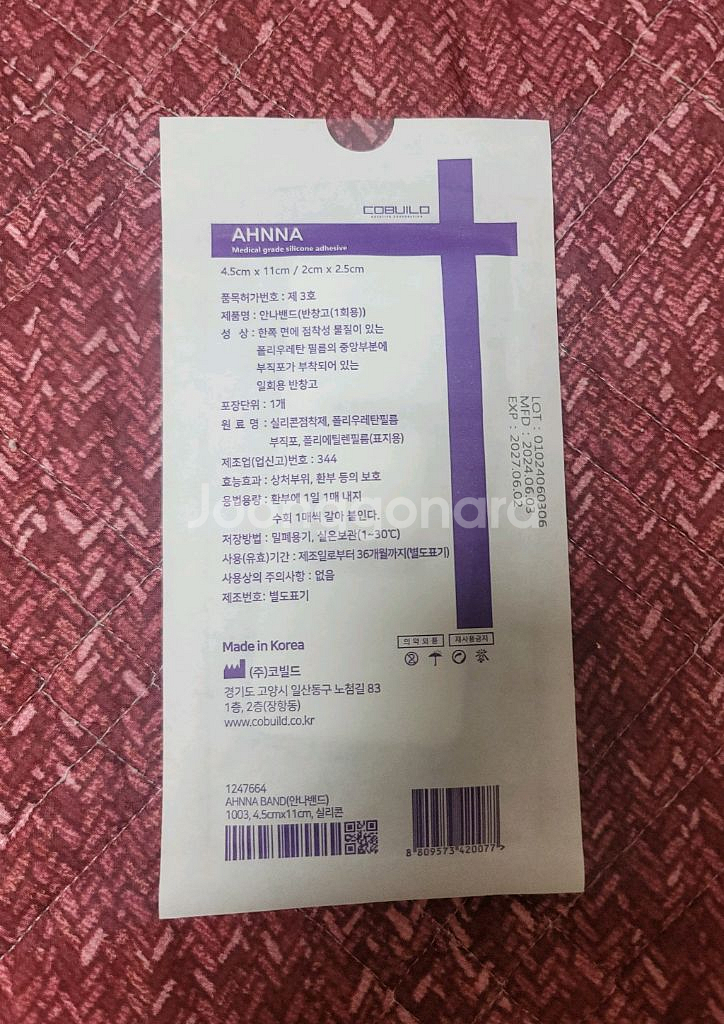 COBUILD
AHNNA
Medical grade silicone adhesive
4.5cm x 11cm / 2cm x 2.5cm
품목허가번호 : 제 3호
제품명 : 안나밴드(반창고(1회용))
성 상 : 한쪽 면에 점착성 물질이 있는
폴리우레탄 필름의 중앙부분에
부직포가 부착되어 있는
일회용 반창고
포장단위 : 1개
원 료 명 : 실리콘점착제, 폴리우레탄필름
부직포, 폴리에틸렌필름(표지용)
제조업(업신고)번호 : 344
효능효과 : 상처부위, 환부 등의 보호
용법용량 : 환부에 1일 1매 내지
수회 1매씩 갈아 붙인다.
저장방법 : 밀폐용기, 실온보관(1~30℃)
사용(유효)기간 : 제조일로부터 36개월까지(별도표기)
사용상의 주의사항 : 없음
제조번호: 별도표기
LOT : 01024060306
MFD : 2024.06.03
EXP : 2027.06.02
Joonggonara
Made in Korea
의약외품 재사용금지
(주)코빌드
경기도 고양시 일산동구 노첨길 83
1층, 2층(장항동)
www.cobuild.co.kr
1247664
AHNNA BAND(안나밴드)
1003, 4.5cmx11cm, 실리콘
8 809573 420077 >